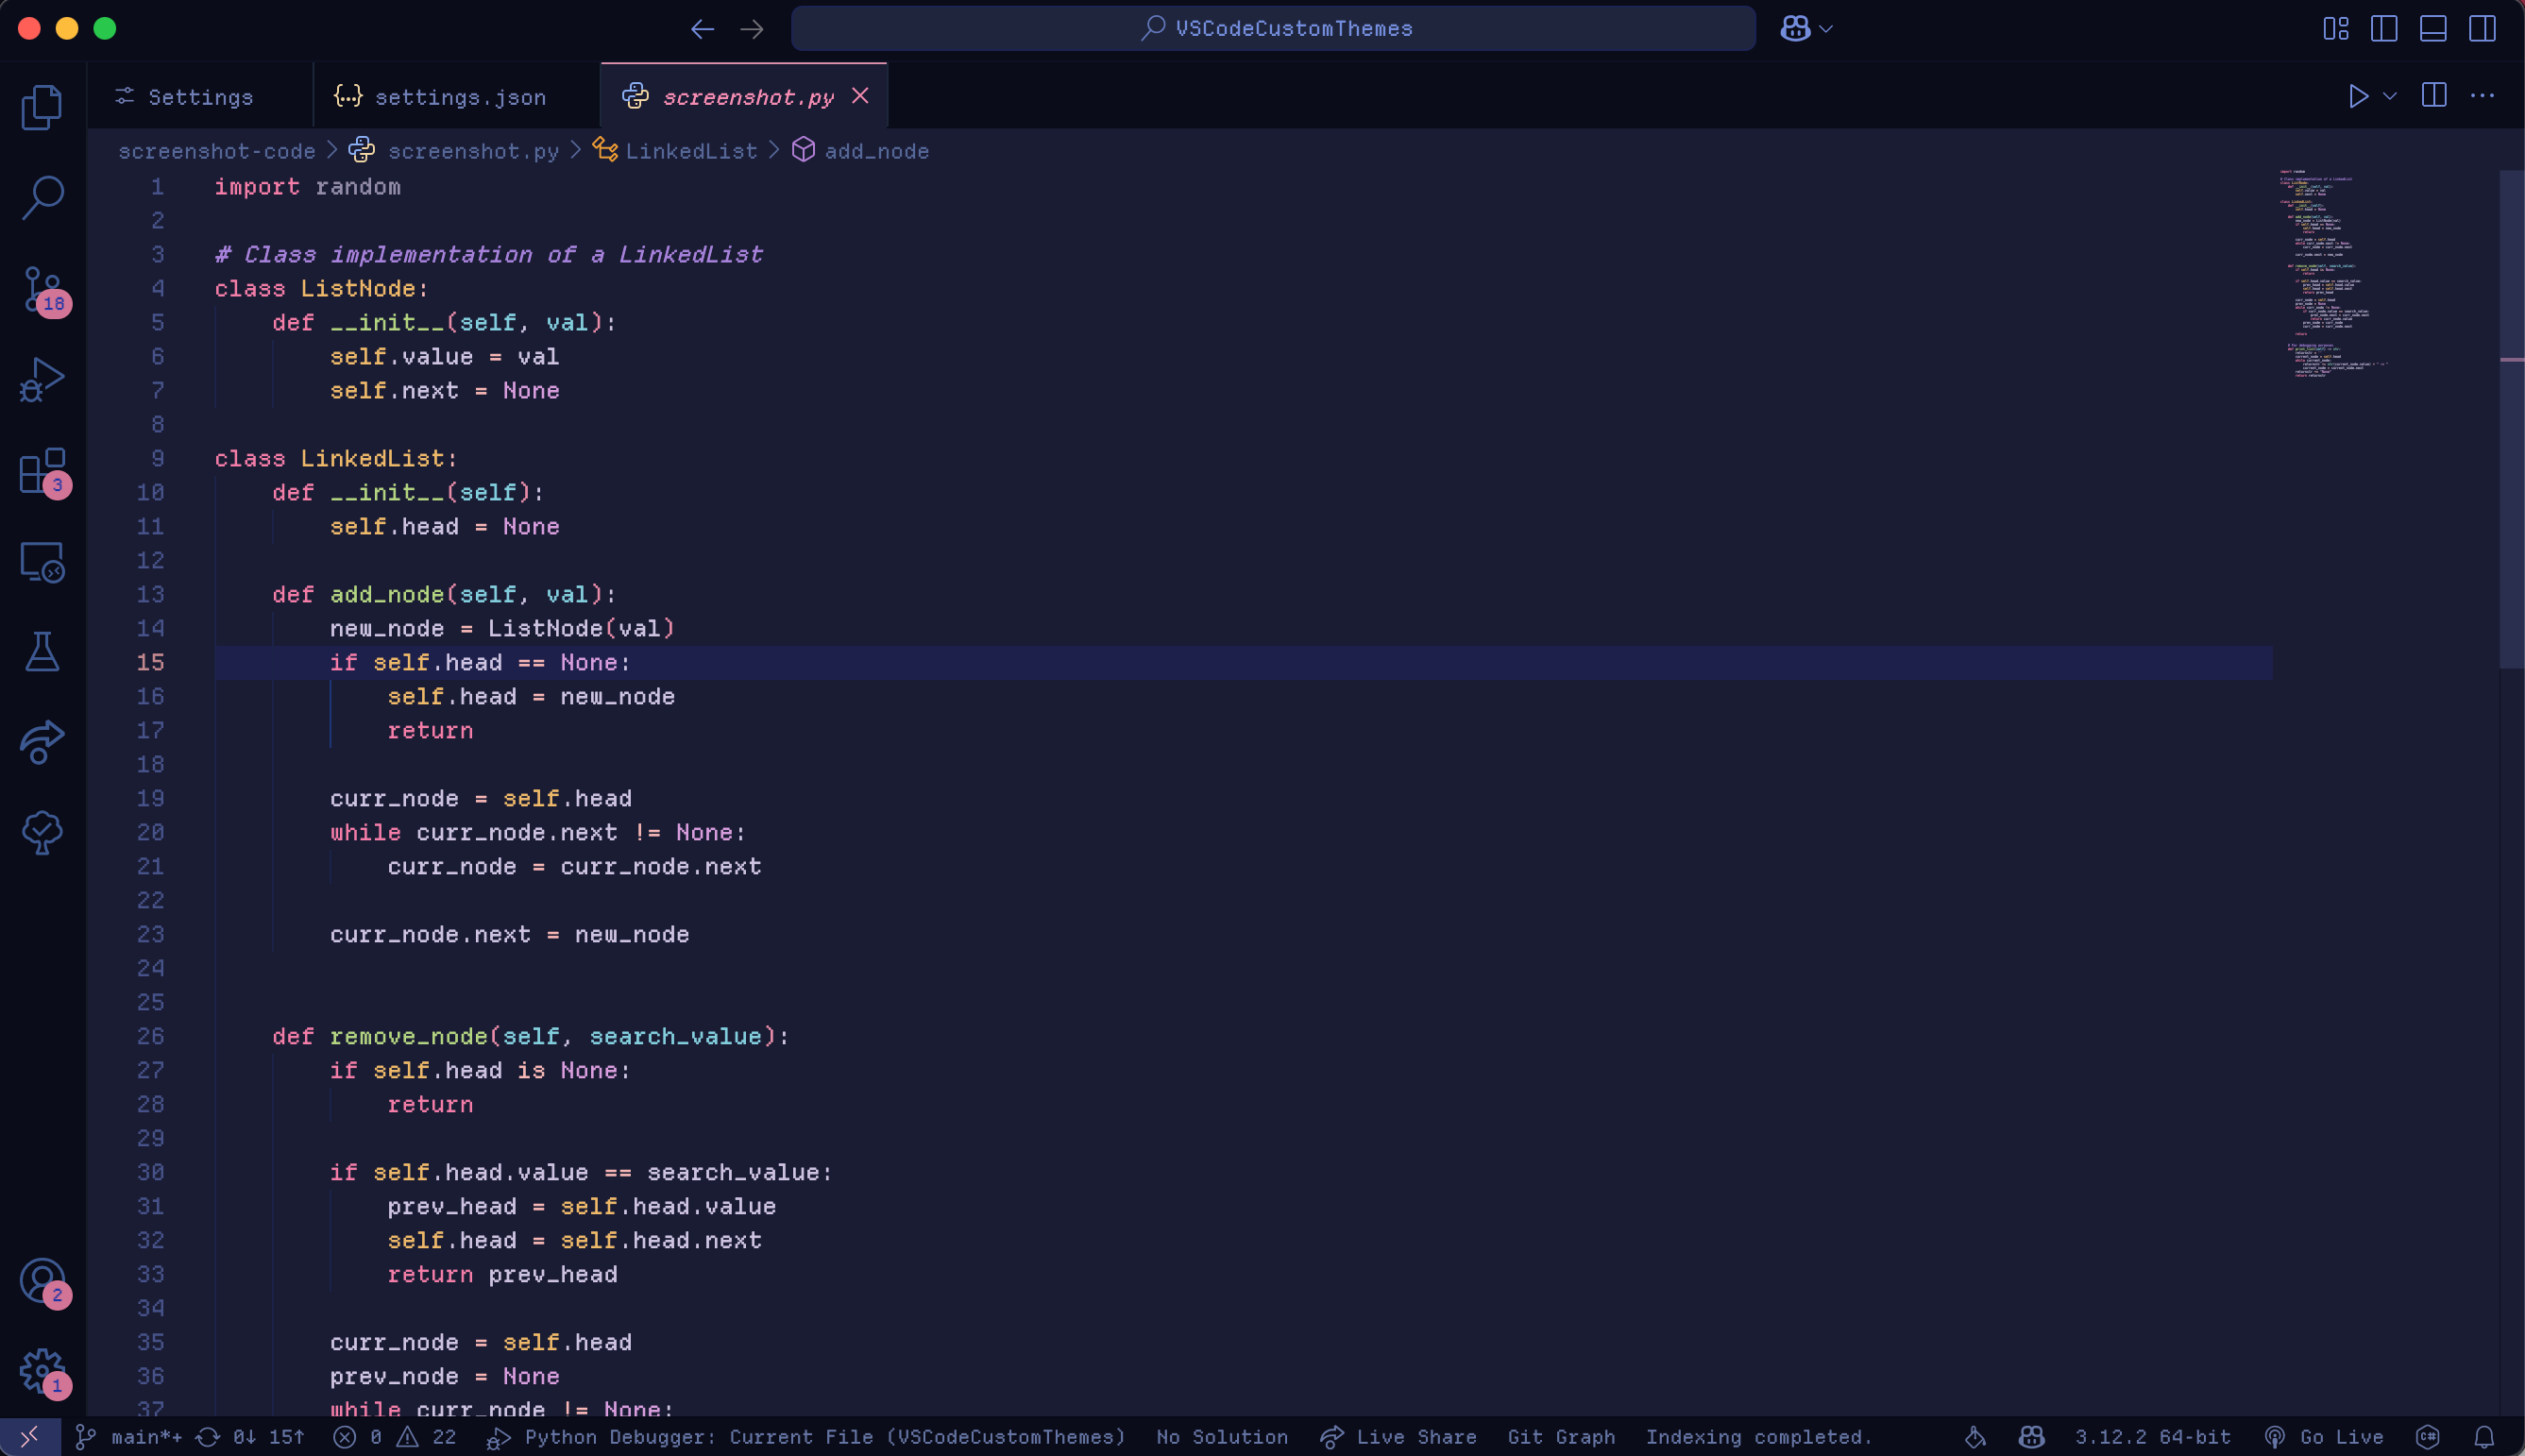 VSCodeCustomThemes
Settings
{...} settings.json
screenshot.py
screenshot-code > screenshot.py > LinkedList > add_node
1 import random
2
3 # Class implementation of a LinkedList
4 class ListNode:
5     def __init__(self, val):
6         self.value = val
7         self.next = None
8
9 class LinkedList:
10     def __init__(self):
11         self.head = None
12
13     def add_node(self, val):
14         new_node = ListNode(val)
15         if self.head == None:
16             self.head = new_node
17             return
18
19         curr_node = self.head
20         while curr_node.next != None:
21             curr_node = curr_node.next
22
23         curr_node.next = new_node
24
25
26     def remove_node(self, search_value):
27         if self.head is None:
28             return
29
30         if self.head.value == search_value:
31             prev_head = self.head.value
32             self.head = self.head.next
33             return prev_head
34
35         curr_node = self.head
36         prev_node = None
37         while curr_node != None:
18
3
2
1
main*+ 0↓ 15↑ 0 22 Python Debugger: Current File (VSCodeCustomThemes) No Solution Live Share Git Graph Indexing completed. 3.12.2 64-bit Go Live